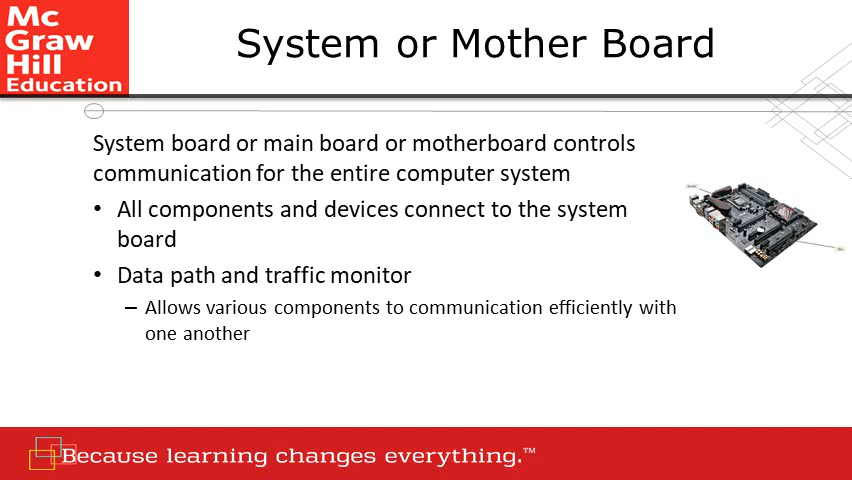 Mc
Graw
Hill
Education
System or Mother Board
System board or main board or motherboard controls
communication for the entire computer system
• All components and devices connect to the system
board
• Data path and traffic monitor
– Allows various components to communication efficiently with
one another
Because learning changes everything.™